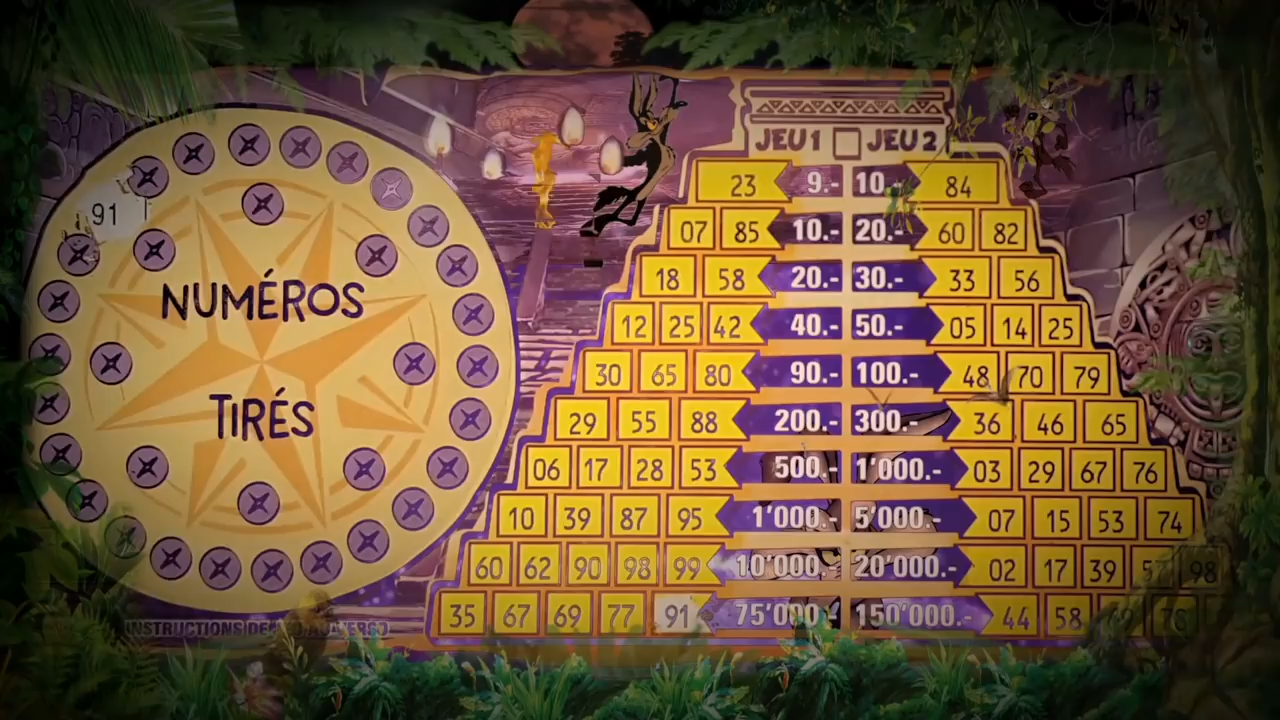 91
NUMÉROS
TIRÉS
JEU 1 JEU 2
23 9.- 10.- 84
07 85 10.- 20.- 60 82
18 58 20.- 30.- 33 56
12 25 42 40.- 50.- 05 14 25
30 65 80 90.- 100.- 48 70 79
29 55 88 200.- 300.- 36 46 65
06 17 28 53 500.- 1'000.- 03 29 67 76
10 39 87 95 1'000.- 5'000.- 07 15 53 74
60 62 90 98 99 10'000.- 20'000.- 02 17 39 57 98
35 67 69 77 91 75'000.- 150'000.- 44 58
INSTRUCTIONS